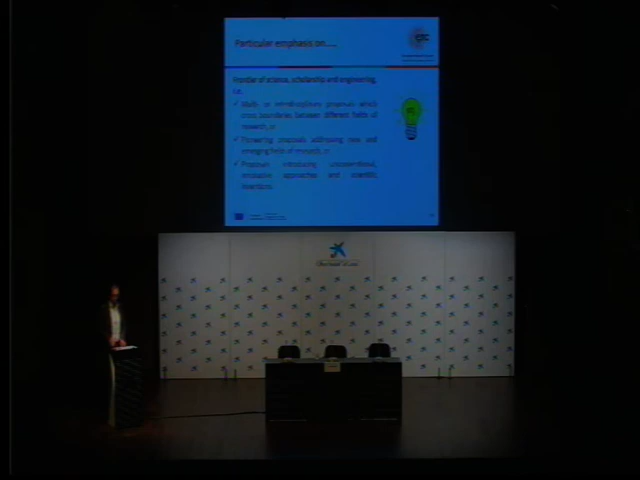 Particular emphasis on....
erc
Frontier of science, scholarship and engineering,
i.e.
✓ Multi- or interdisciplinary proposals which
cross boundaries between different fields of
research, or
✓ Pioneering proposals addressing new and
emerging fields of research, or
✓ Proposals introducing unconventional,
innovative approaches and scientific
inventions.